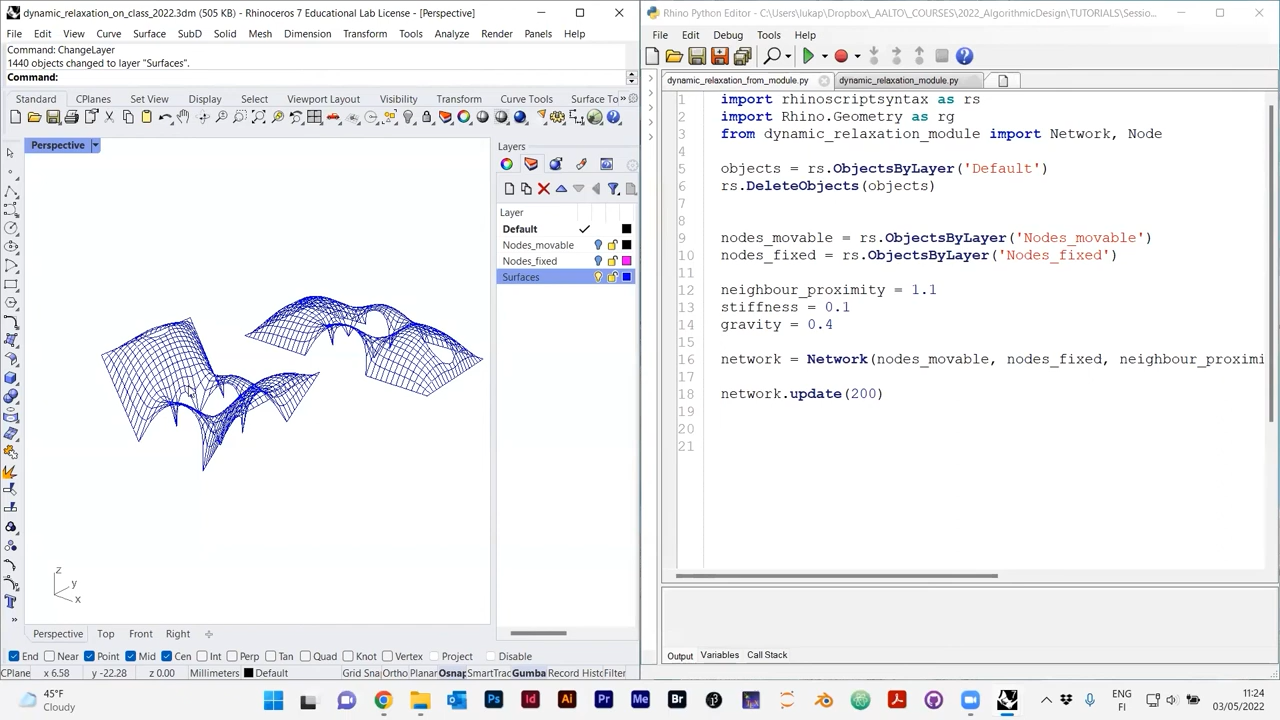 dynamic_relaxation_on_class_2022.3dm (505 KB) - Rhinoceros 7 Educational Lab License - [Perspective]
File Edit View Curve Surface SubD Solid Mesh Dimension Transform Tools Analyze Render Panels Help
Command: ChangeLayer
1440 objects changed to layer "Surfaces".
Command:
Standard CPlanes Set View Display Select Viewport Layout Visibility Transform Curve Tools Surface To
Perspective
Layers
Layer
Default
Nodes_movable
Nodes_fixed
Surfaces
z
y
x
Perspective Top Front Right
End Near Point Mid Cen Int Perp Tan Quad Knot Vertex Project Disable
CPlane x 6.58 y -22.28 z 0.00 Millimeters Default Grid Sna Ortho Planar Osnap SmartTrac Gumba Record Histo Filter
Rhino Python Editor - C:\Users\lukap\Dropbox\_AALTO\_COURSES\2022_AlgorithmicDesign\TUTORIALS\Sessio...
File Edit Debug Tools Help
dynamic_relaxation_from_module.py dynamic_relaxation_module.py
1 import rhinoscriptsyntax as rs
2 import Rhino.Geometry as rg
3 from dynamic_relaxation_module import Network, Node
4
5 objects = rs.ObjectsByLayer('Default')
6 rs.DeleteObjects(objects)
7
8
9 nodes_movable = rs.ObjectsByLayer('Nodes_movable')
10 nodes_fixed = rs.ObjectsByLayer('Nodes_fixed')
11
12 neighbour_proximity = 1.1
13 stiffness = 0.1
14 gravity = 0.4
15
16 network = Network(nodes_movable, nodes_fixed, neighbour_proximi
17
18 network.update(200)
19
20
21
Output Variables Call Stack
45°F
Cloudy
ENG
FI
11:24
03/05/2022